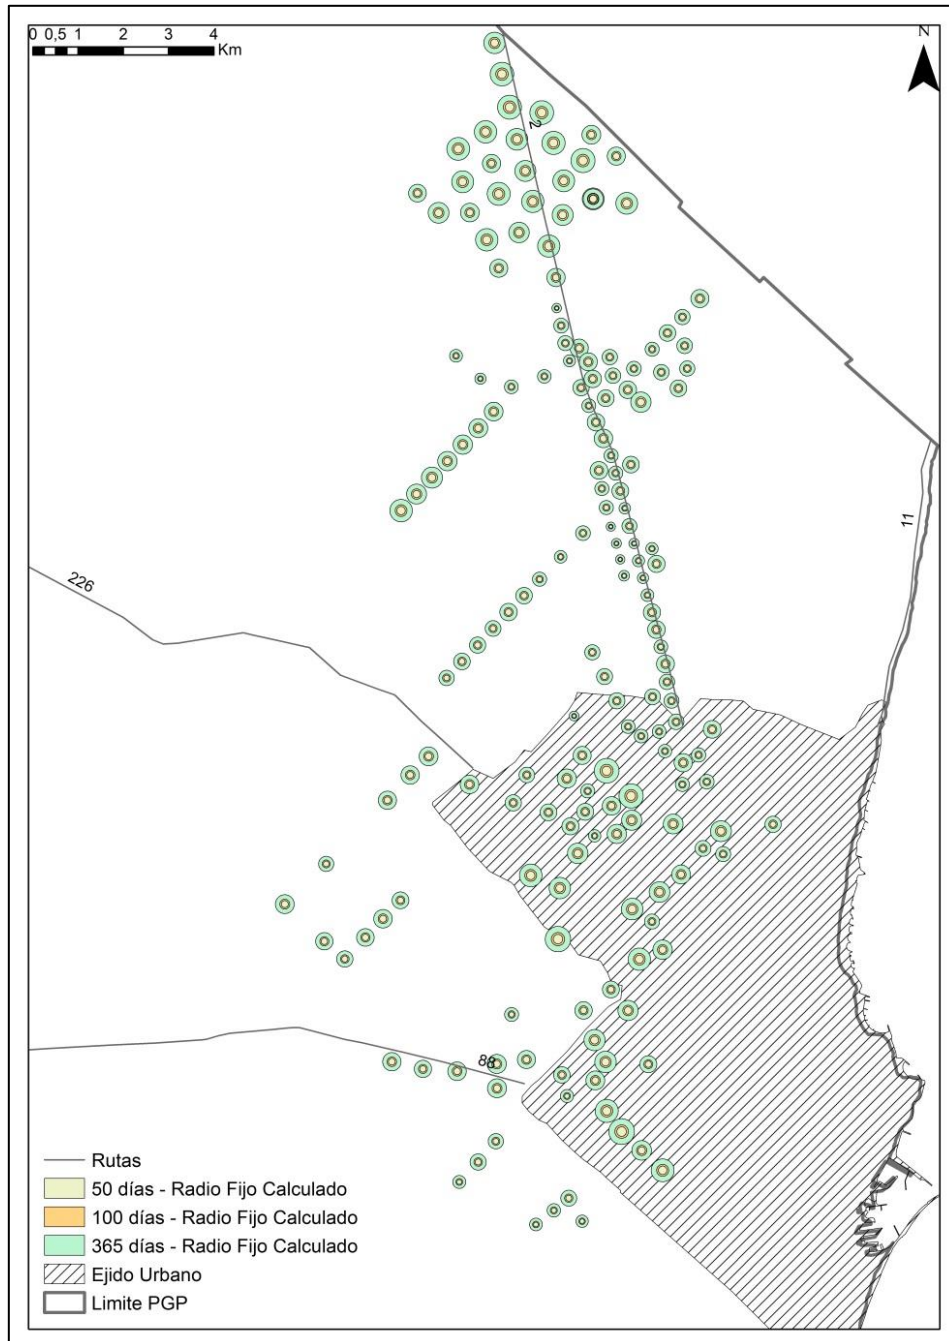 0 0,5 1 2 3 4
Km
N
2
11
226
88
Rutas
50 días - Radio Fijo Calculado
100 días - Radio Fijo Calculado
365 días - Radio Fijo Calculado
Ejido Urbano
Limite PGP